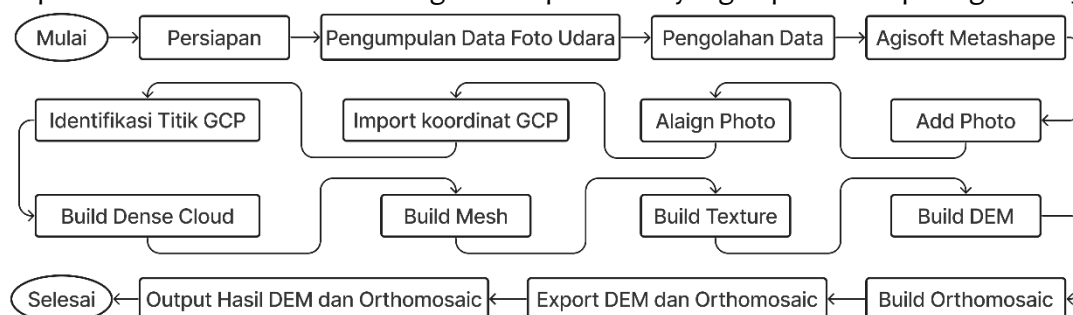 Mulai
Persiapan
Pengumpulan Data Foto Udara
Pengolahan Data
Agisoft Metashape
Add Photo
Alaign Photo
Import koordinat GCP
Identifikasi Titik GCP
Build Dense Cloud
Build Mesh
Build Texture
Build DEM
Build Orthomosaic
Export DEM dan Orthomosaic
Output Hasil DEM dan Orthomosaic
Selesai